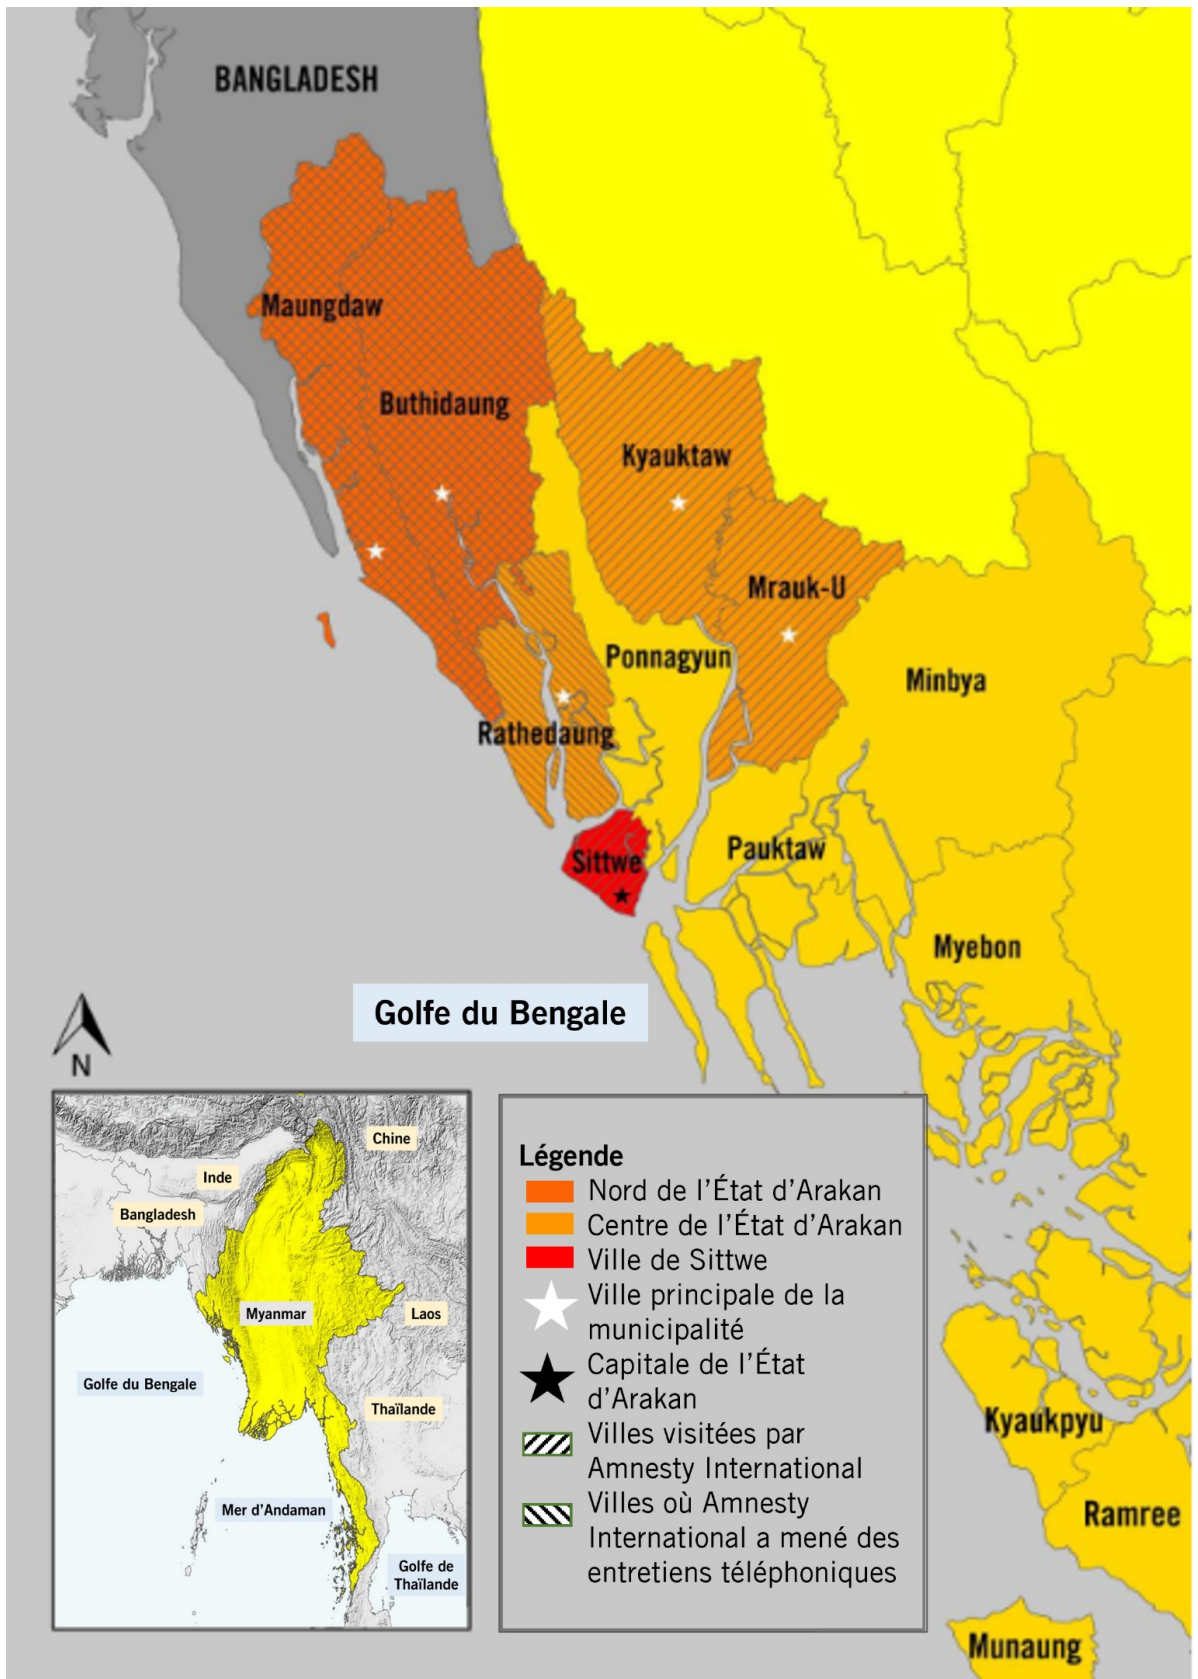 BANGLADESH
Maungdaw
Buthidaung
Kyauktaw
Mrauk-U
Ponnagyun
Minbya
Rathedaung
Pauktaw
Sittwe
Myebon
Golfe du Bengale
N
Chine
Inde
Bangladesh
Myanmar
Laos
Golfe du Bengale
Thaïlande
Mer d'Andaman
Golfe de
Thaïlande
Légende
Nord de l'État d'Arakan
Centre de l'État d'Arakan
Ville de Sittwe
Ville principale de la
municipalité
Capitale de l'État
d'Arakan
Villes visitées par
Amnesty International
Villes où Amnesty
International a mené des
entretiens téléphoniques
Kyaukpyu
Ramree
Munaung